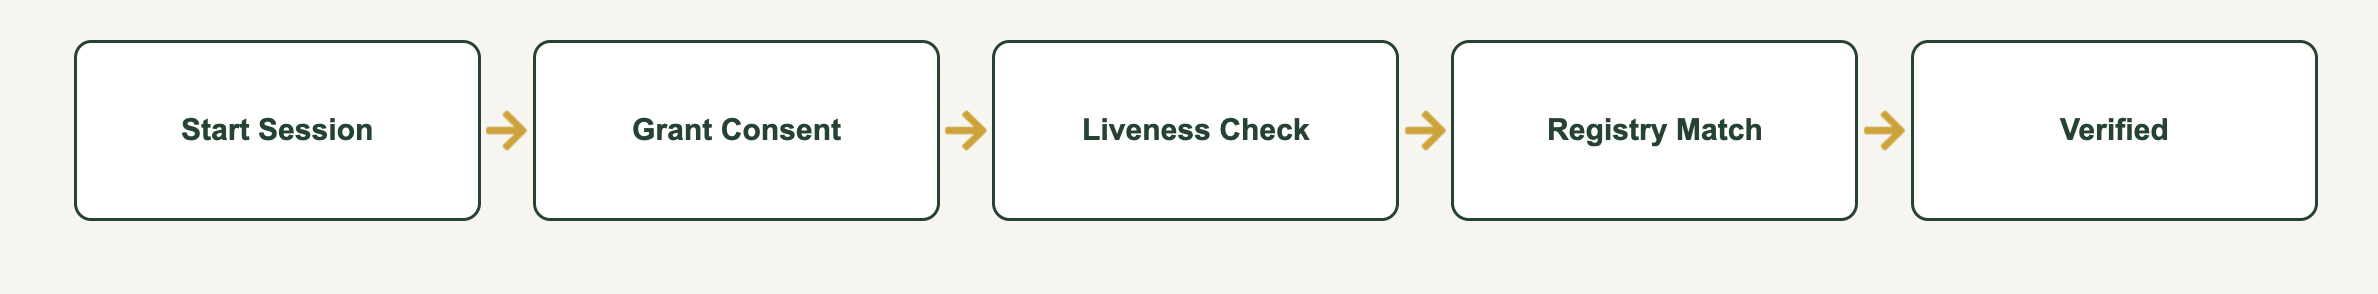 Start Session
Grant Consent
Liveness Check
Registry Match
Verified